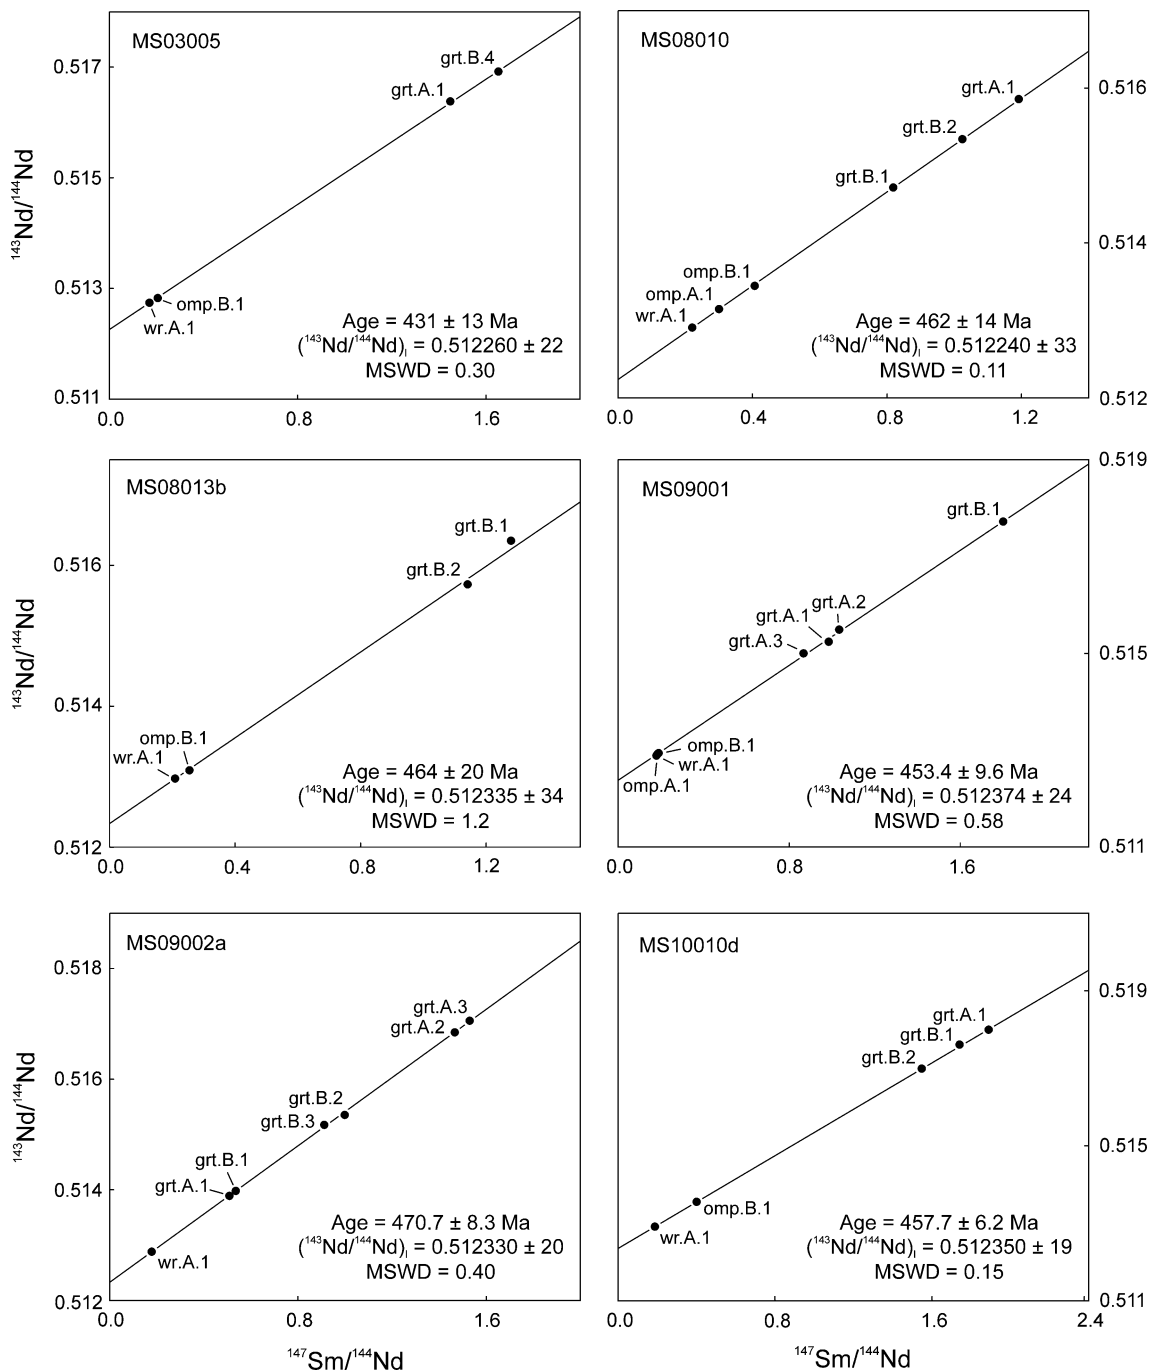 MS03005
0.517
0.515
0.513
0.511
¹⁴³Nd/¹⁴⁴Nd
grt.B.4
grt.A.1
omp.B.1
wr.A.1
Age = 431 ± 13 Ma
(¹⁴³Nd/¹⁴⁴Nd)I = 0.512260 ± 22
MSWD = 0.30
0.0 0.8 1.6
MS08010
0.516
0.514
0.512
grt.A.1
grt.B.2
grt.B.1
omp.B.1
omp.A.1
wr.A.1
Age = 462 ± 14 Ma
(¹⁴³Nd/¹⁴⁴Nd)I = 0.512240 ± 33
MSWD = 0.11
0.0 0.4 0.8 1.2
MS08013b
0.516
0.514
0.512
¹⁴³Nd/¹⁴⁴Nd
grt.B.1
grt.B.2
omp.B.1
wr.A.1
Age = 464 ± 20 Ma
(¹⁴³Nd/¹⁴⁴Nd)I = 0.512335 ± 34
MSWD = 1.2
0.0 0.4 0.8 1.2
MS09001
0.519
0.515
0.511
grt.B.1
grt.A.2
grt.A.1
grt.A.3
omp.B.1
wr.A.1
omp.A.1
Age = 453.4 ± 9.6 Ma
(¹⁴³Nd/¹⁴⁴Nd)I = 0.512374 ± 24
MSWD = 0.58
0.0 0.8 1.6
MS09002a
0.518
0.516
0.514
0.512
¹⁴³Nd/¹⁴⁴Nd
grt.A.3
grt.A.2
grt.B.2
grt.B.3
grt.B.1
grt.A.1
wr.A.1
Age = 470.7 ± 8.3 Ma
(¹⁴³Nd/¹⁴⁴Nd)I = 0.512330 ± 20
MSWD = 0.40
0.0 0.8 1.6
¹⁴⁷Sm/¹⁴⁴Nd
MS10010d
0.519
0.515
0.511
grt.A.1
grt.B.1
grt.B.2
omp.B.1
wr.A.1
Age = 457.7 ± 6.2 Ma
(¹⁴³Nd/¹⁴⁴Nd)I = 0.512350 ± 19
MSWD = 0.15
0.0 0.8 1.6 2.4
¹⁴⁷Sm/¹⁴⁴Nd